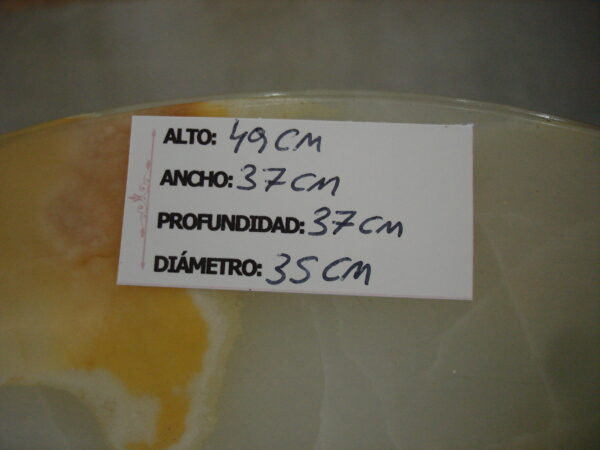 ALTO: 49 CM
ANCHO: 37 CM
PROFUNDIDAD: 37 CM
DIÁMETRO: 35 CM